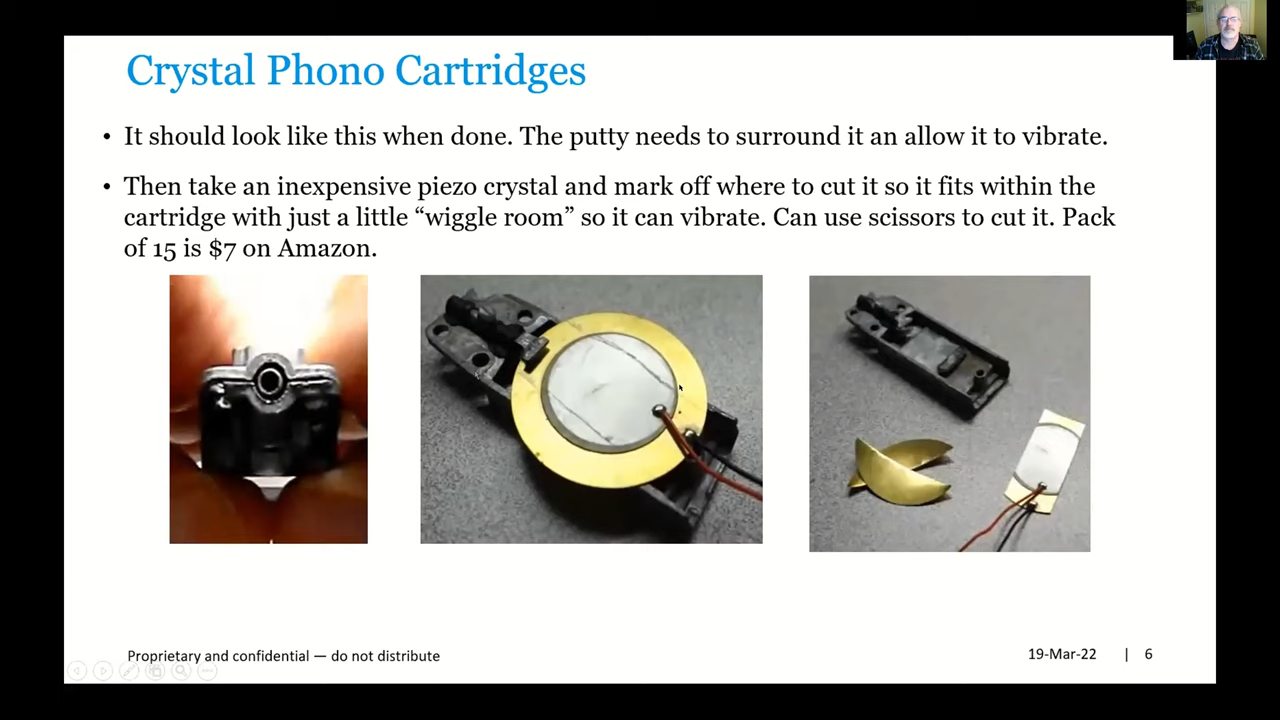 Crystal Phono Cartridges
• It should look like this when done. The putty needs to surround it an allow it to vibrate.
• Then take an inexpensive piezo crystal and mark off where to cut it so it fits within the
cartridge with just a little “wiggle room” so it can vibrate. Can use scissors to cut it. Pack
of 15 is $7 on Amazon.
Proprietary and confidential — do not distribute
19-Mar-22 | 6